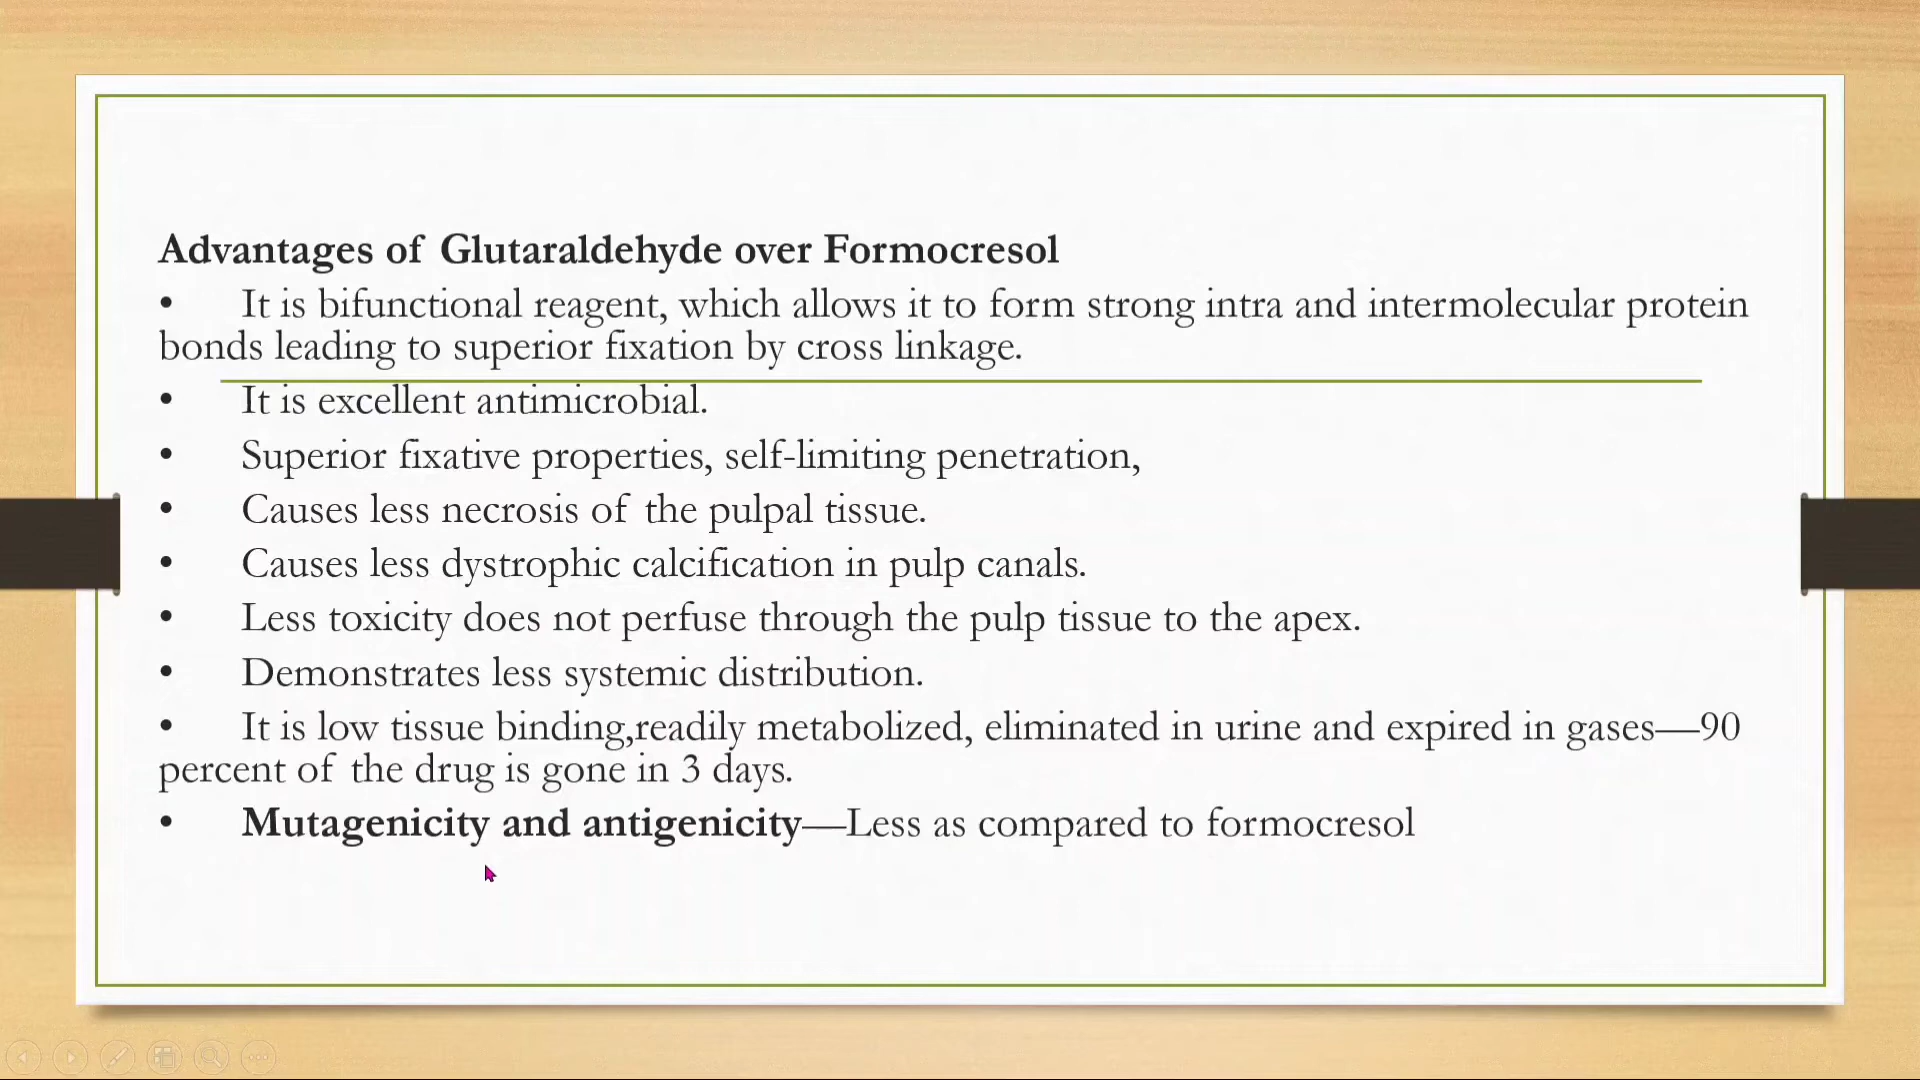 Advantages of Glutaraldehyde over Formocresol
• It is bifunctional reagent, which allows it to form strong intra and intermolecular protein
bonds leading to superior fixation by cross linkage.
• It is excellent antimicrobial.
• Superior fixative properties, self-limiting penetration,
• Causes less necrosis of the pulpal tissue.
• Causes less dystrophic calcification in pulp canals.
• Less toxicity does not perfuse through the pulp tissue to the apex.
• Demonstrates less systemic distribution.
• It is low tissue binding,readily metabolized, eliminated in urine and expired in gases—90
percent of the drug is gone in 3 days.
• Mutagenicity and antigenicity—Less as compared to formocresol